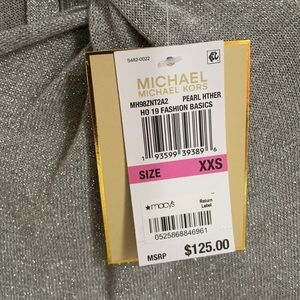 5482-0022
MICHAEL
MICHAEL KORS
MH98ZNT2A2 PEARL HTHER
HO 19 FASHION BASICS
1 93599 39389 6
SIZE XXS
★macy's
Return
Label
0525868846961
MSRP $125.00